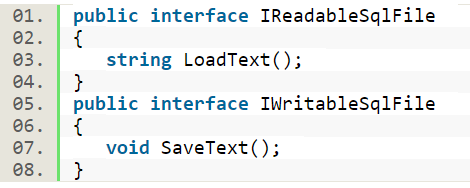 01. public interface IReadableSqlFile
02. {
03.    string LoadText();
04. }
05. public interface IWritableSqlFile
06. {
07.    void SaveText();
08. }